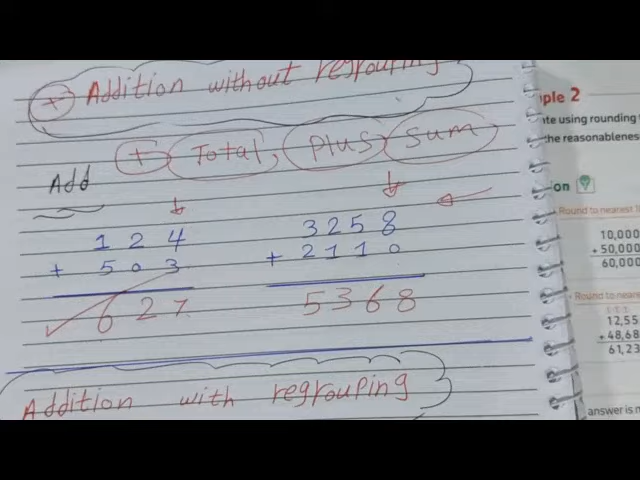 + Addition without regrouping
+ Total, Plus Sum
Add
124
+ 503
627
3258
+ 2110
5368
Addition with regrouping
ple 2
ate using rounding
the reasonableness
on
Round to nearest
10,000
+ 50,000
60,000
Round to neares
111
12,55
+48,68
61,23
answer is